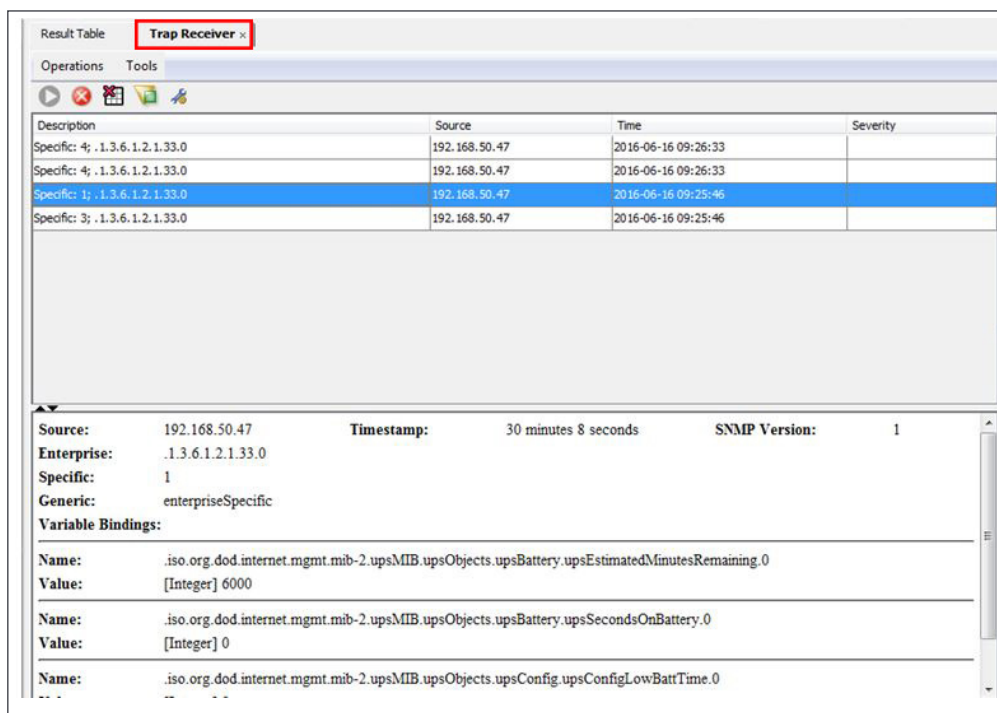 Result Table Trap Receiver ×
Operations Tools
Description Source Time Severity
Specific: 4; .1.3.6.1.2.1.33.0 192.168.50.47 2016-06-16 09:26:33
Specific: 4; .1.3.6.1.2.1.33.0 192.168.50.47 2016-06-16 09:26:33
Specific: 1; .1.3.6.1.2.1.33.0 192.168.50.47 2016-06-16 09:25:46
Specific: 3; .1.3.6.1.2.1.33.0 192.168.50.47 2016-06-16 09:25:46
Source: 192.168.50.47 Timestamp: 30 minutes 8 seconds SNMP Version: 1
Enterprise: .1.3.6.1.2.1.33.0
Specific: 1
Generic: enterpriseSpecific
Variable Bindings:
Name: .iso.org.dod.internet.mgmt.mib-2.upsMIB.upsObjects.upsBattery.upsEstimatedMinutesRemaining.0
Value: [Integer] 6000
Name: .iso.org.dod.internet.mgmt.mib-2.upsMIB.upsObjects.upsBattery.upsSecondsOnBattery.0
Value: [Integer] 0
Name: .iso.org.dod.internet.mgmt.mib-2.upsMIB.upsObjects.upsConfig.upsConfigLowBattTime.0